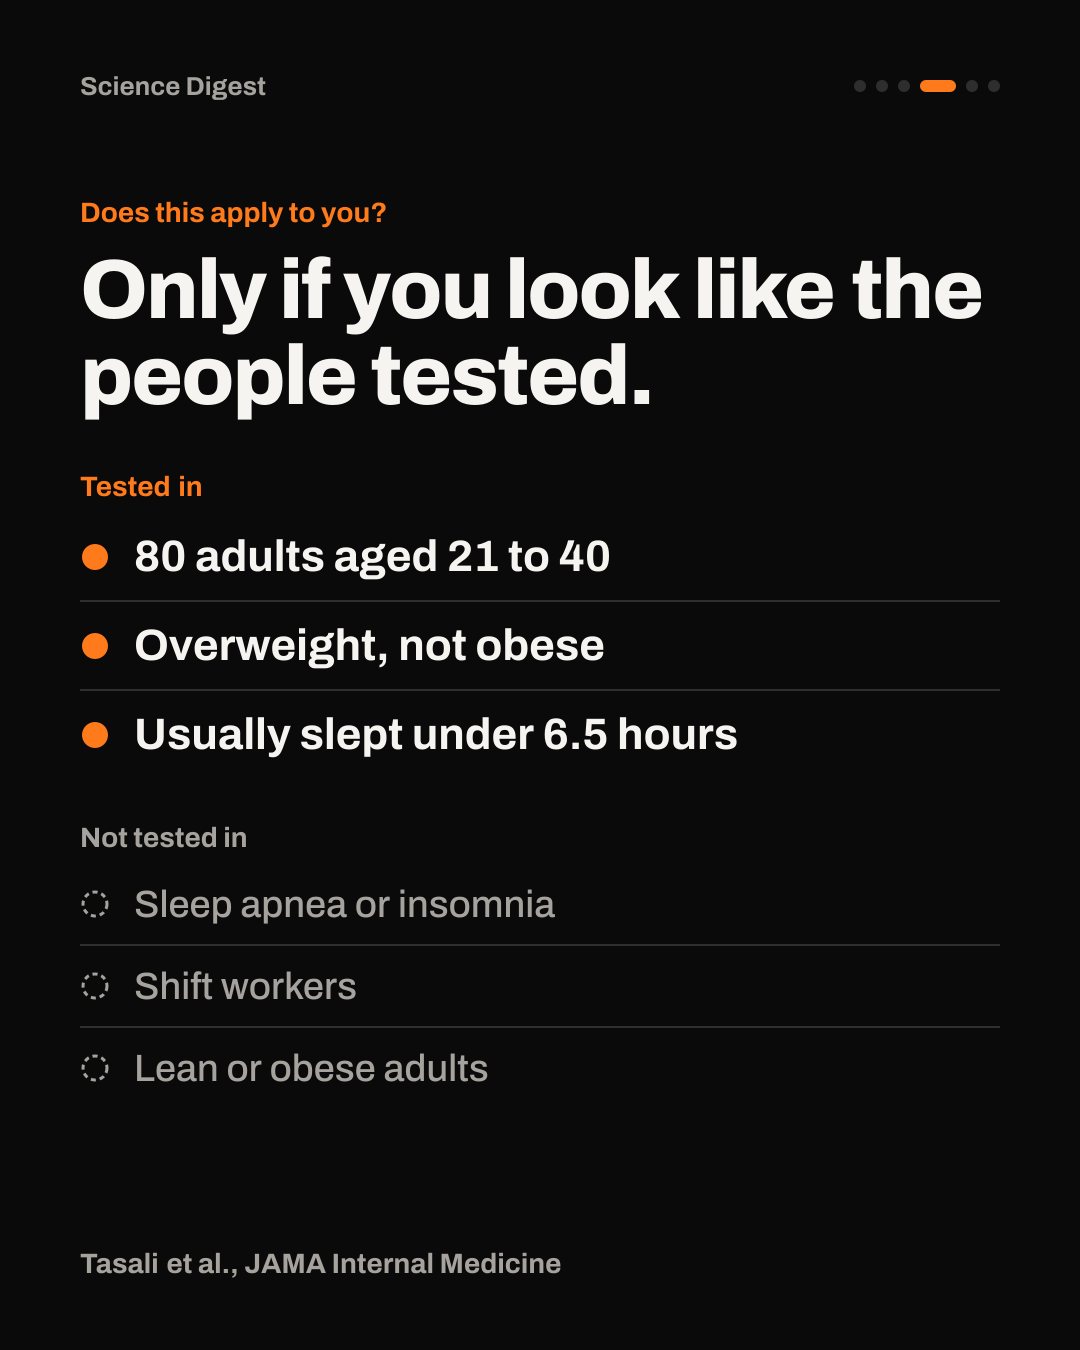 Science Digest
Does this apply to you?
Only if you look like the
people tested.
Tested in
80 adults aged 21 to 40
Overweight, not obese
Usually slept under 6.5 hours
Not tested in
Sleep apnea or insomnia
Shift workers
Lean or obese adults
Tasali et al., JAMA Internal Medicine